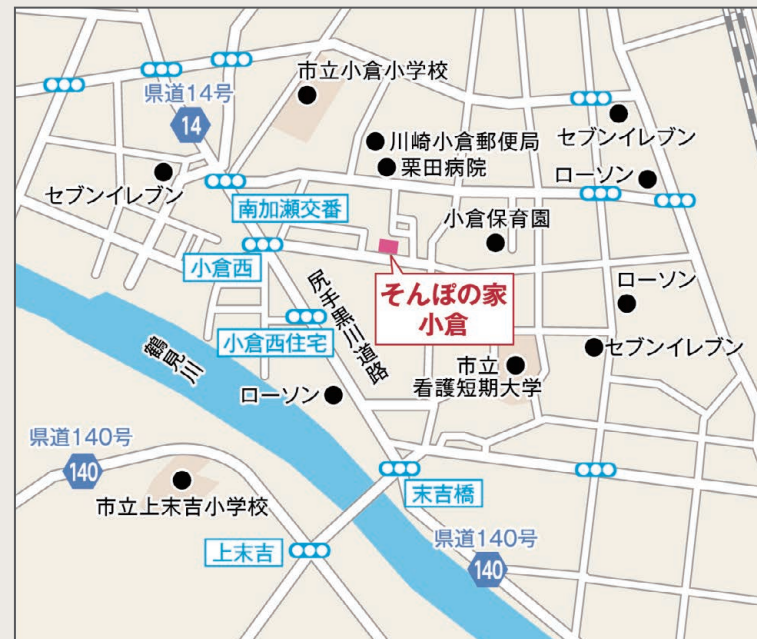 市立小倉小学校
県道14号
14
川崎小倉郵便局
栗田病院
セブンイレブン
ローソン
セブンイレブン
南加瀬交番
小倉保育園
小倉西
そんぽの家
小倉
ローソン
尻手黒川道路
小倉西住宅
セブンイレブン
鶴見川
市立
看護短期大学
ローソン
県道140号
140
市立上末吉小学校
末吉橋
上末吉
県道140号
140